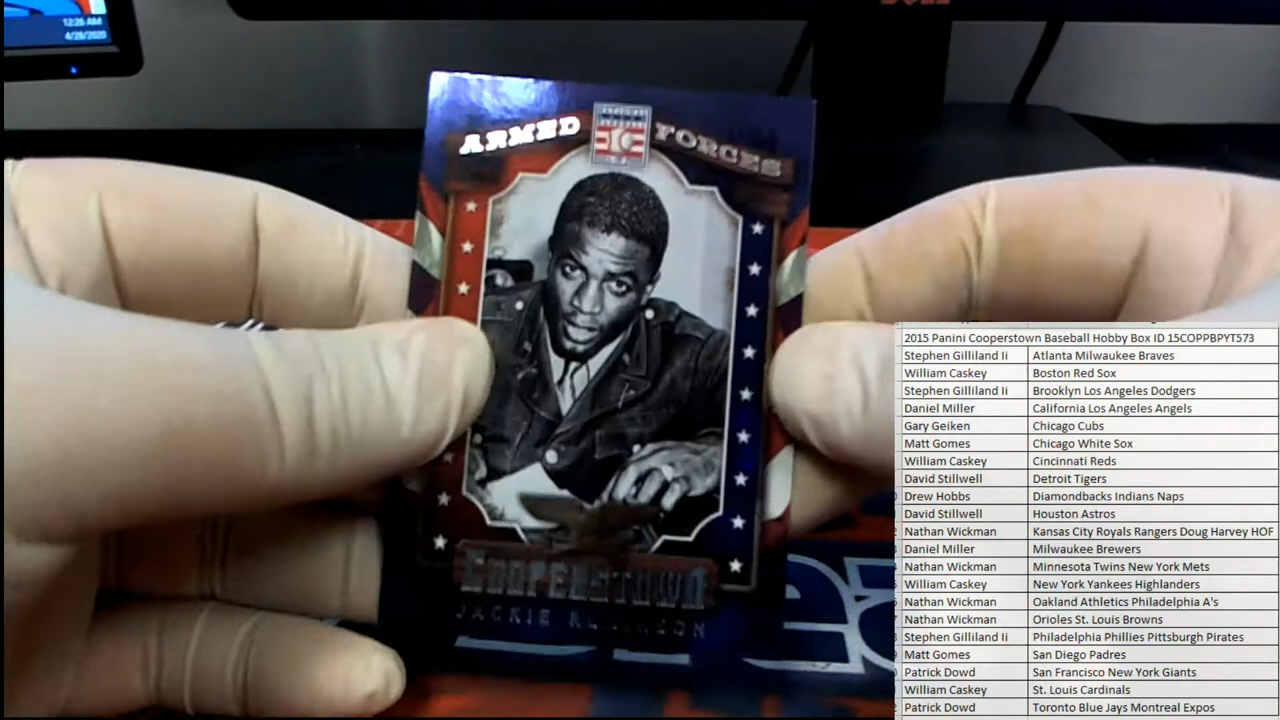 12:26 AM
4/28/2020
ARMED FORCES
Cooperstown
JACKIE ROBINSON
2015 Panini Cooperstown Baseball Hobby Box ID 15COPPBPYT573
Stephen Gilliland Ii Atlanta Milwaukee Braves
William Caskey Boston Red Sox
Stephen Gilliland Ii Brooklyn Los Angeles Dodgers
Daniel Miller California Los Angeles Angels
Gary Geiken Chicago Cubs
Matt Gomes Chicago White Sox
William Caskey Cincinnati Reds
David Stillwell Detroit Tigers
Drew Hobbs Diamondbacks Indians Naps
David Stillwell Houston Astros
Nathan Wickman Kansas City Royals Rangers Doug Harvey HOF
Daniel Miller Milwaukee Brewers
Nathan Wickman Minnesota Twins New York Mets
William Caskey New York Yankees Highlanders
Nathan Wickman Oakland Athletics Philadelphia A's
Nathan Wickman Orioles St. Louis Browns
Stephen Gilliland Ii Philadelphia Phillies Pittsburgh Pirates
Matt Gomes San Diego Padres
Patrick Dowd San Francisco New York Giants
William Caskey St. Louis Cardinals
Patrick Dowd Toronto Blue Jays Montreal Expos